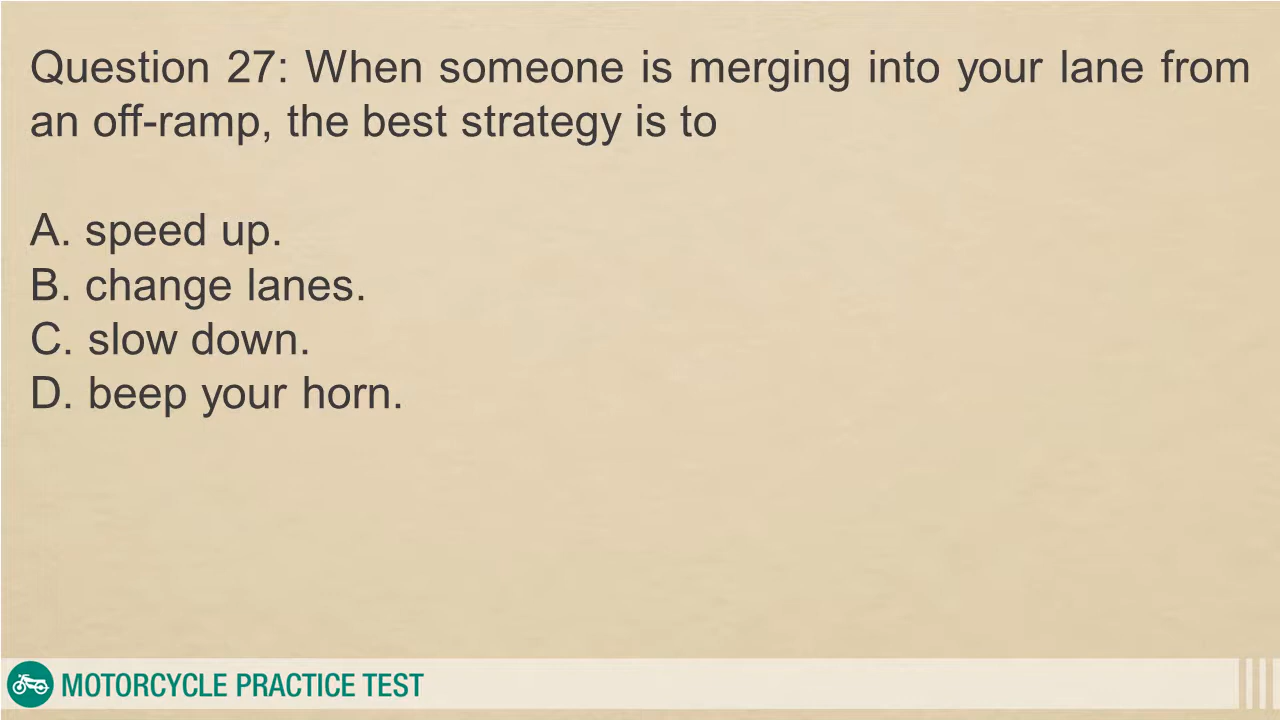 Question 27: When someone is merging into your lane from
an off-ramp, the best strategy is to
A. speed up.
B. change lanes.
C. slow down.
D. beep your horn.
MOTORCYCLE PRACTICE TEST